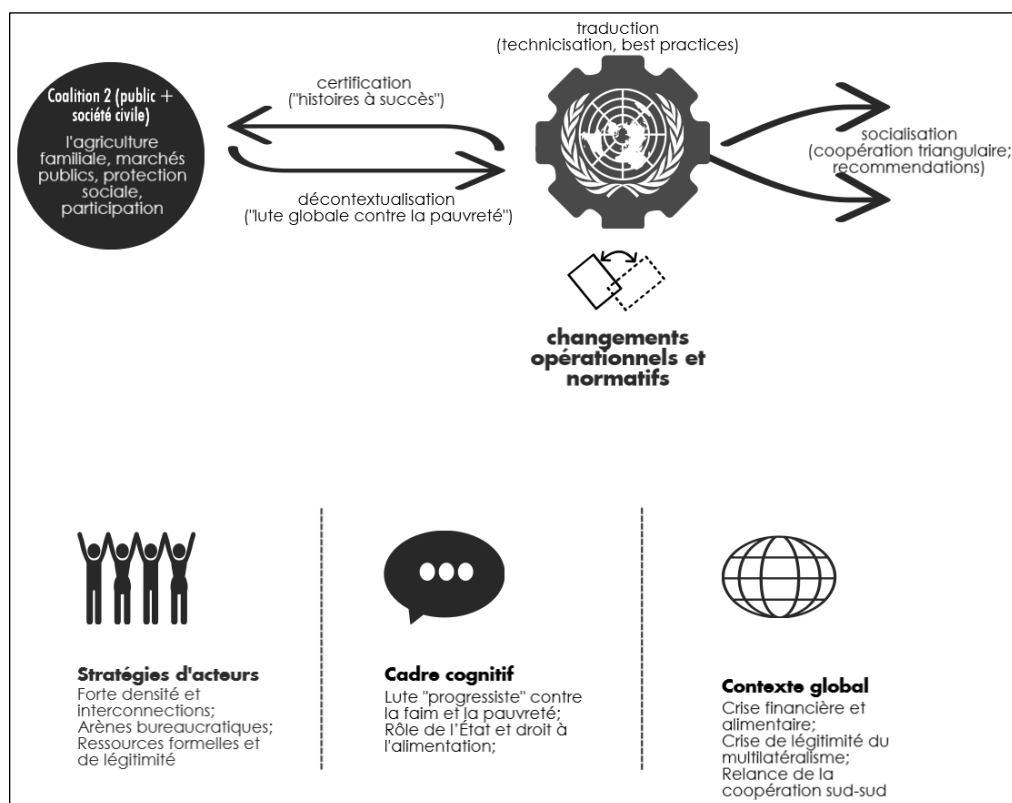 traduction
(technicisation, best practices)
certification
("histoires à succès")
Coalition 2 (public +
société civile)
l'agriculture
familiale, marchés
publics, protection
sociale,
participation
socialisation
(coopération triangulaire;
recommendations)
décontextualisation
("lute globale contre la pauvreté")
changements
opérationnels et
normatifs
Stratégies d'acteurs
Forte densité et
interconnections;
Arènes bureaucratiques;
Ressources formelles et
de légitimité
Cadre cognitif
Lute "progressiste" contre
la faim et la pauvreté;
Rôle de l'État et droit à
l'alimentation;
Contexte global
Crise financière et
alimentaire;
Crise de légitimité du
multilatéralisme;
Relance de la
coopération sud-sud